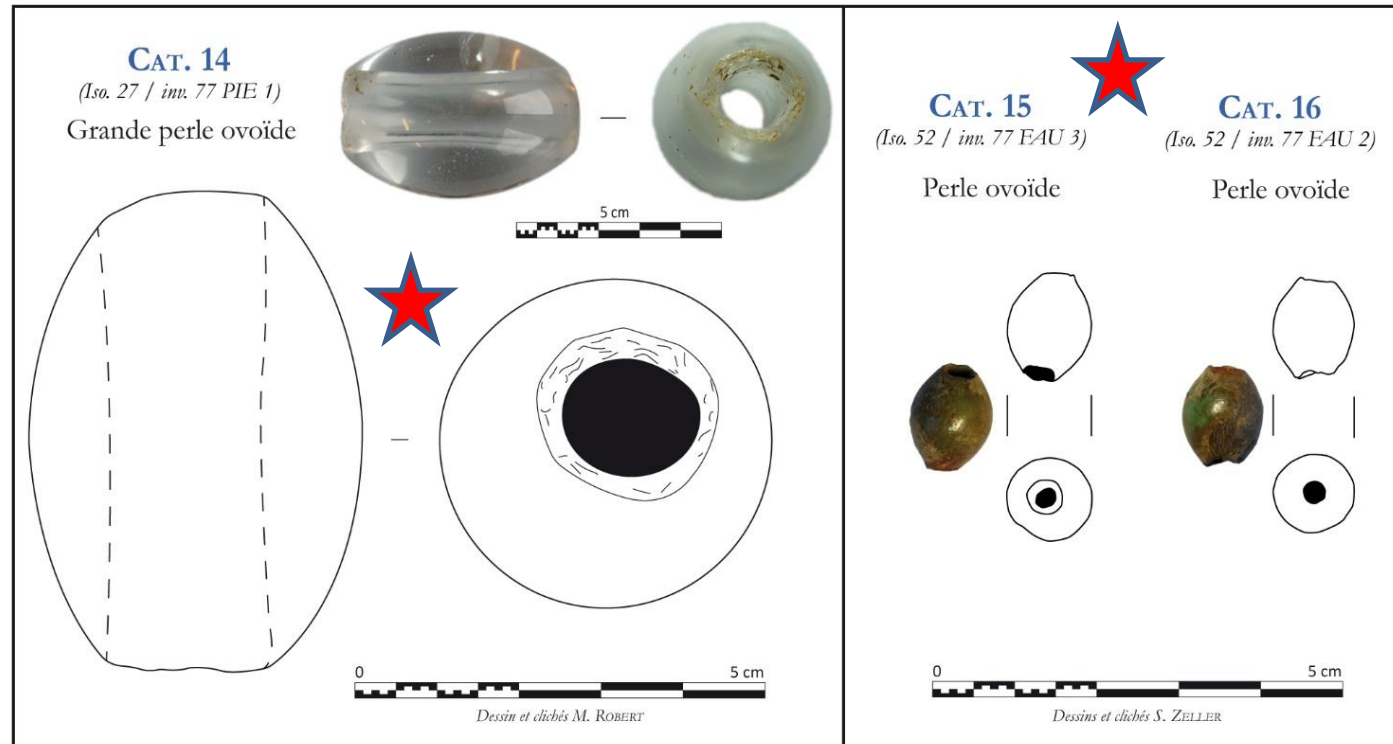 CAT. 14
(Iso. 27 / inv. 77 PIE 1)
Grande perle ovoïde
5 cm
0 5 cm
Dessin et clichés M. ROBERT
CAT. 15
(Iso. 52 / inv. 77 FAU 3)
Perle ovoïde
CAT. 16
(Iso. 52 / inv. 77 FAU 2)
Perle ovoïde
0 5 cm
Dessins et clichés S. ZELLER